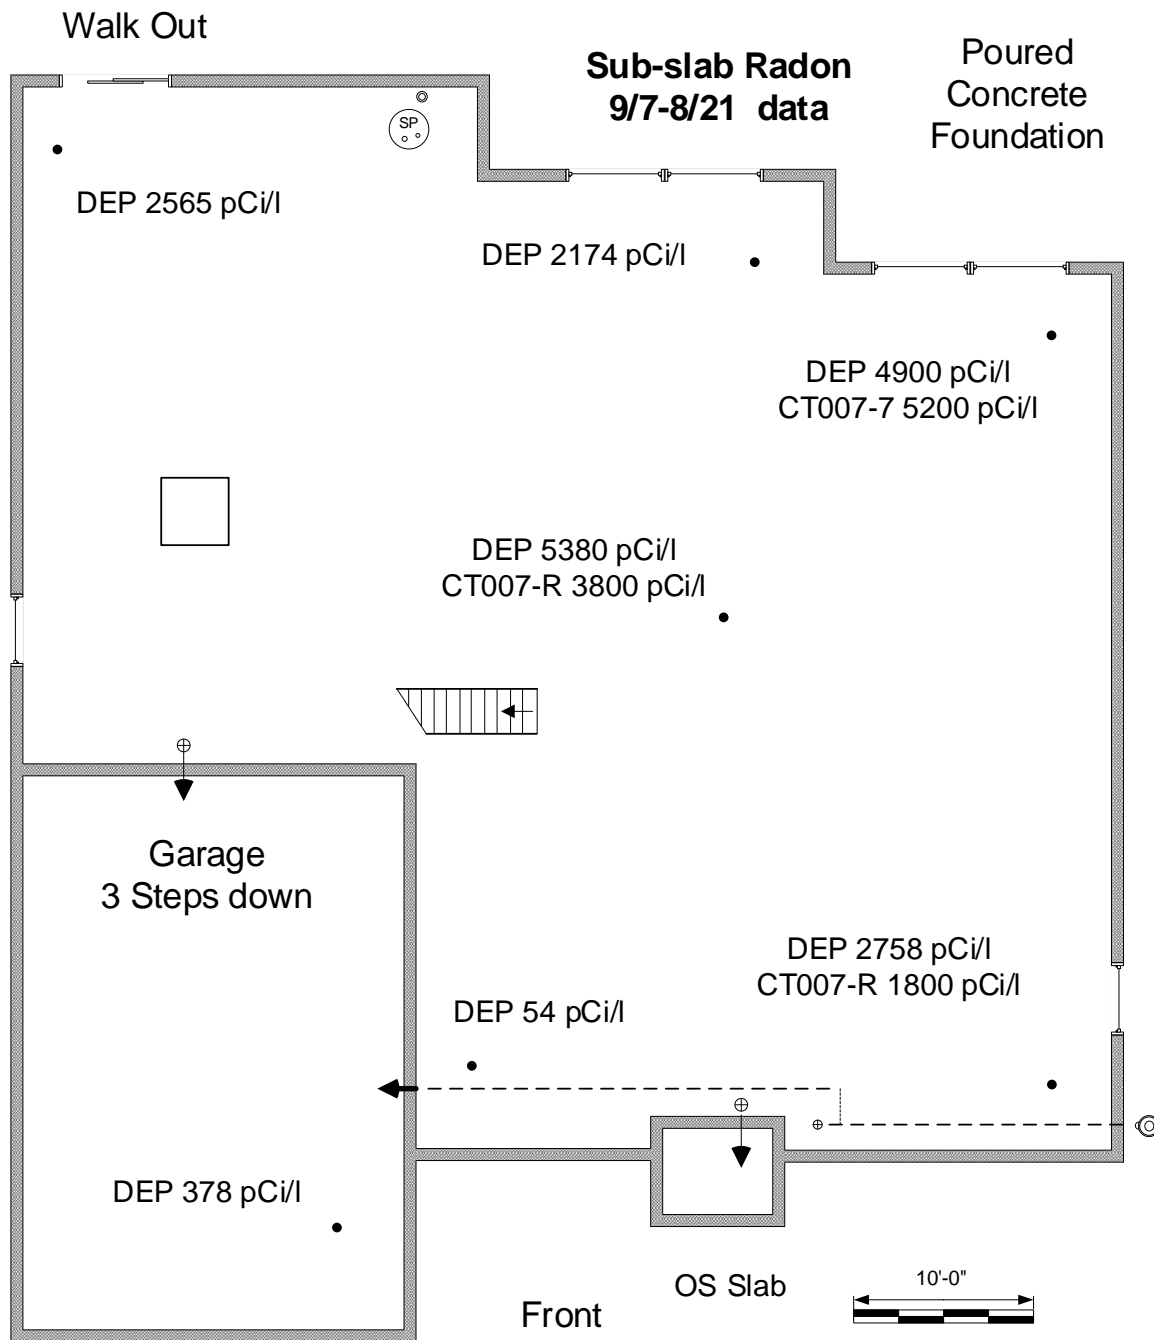 Walk Out
Sub-slab Radon
9/7-8/21 data
Poured
Concrete
Foundation
SP
DEP 2565 pCi/l
DEP 2174 pCi/l
DEP 4900 pCi/l
CT007-7 5200 pCi/l
DEP 5380 pCi/l
CT007-R 3800 pCi/l
Garage
3 Steps down
DEP 2758 pCi/l
CT007-R 1800 pCi/l
DEP 54 pCi/l
DEP 378 pCi/l
OS Slab
10'-0"
Front